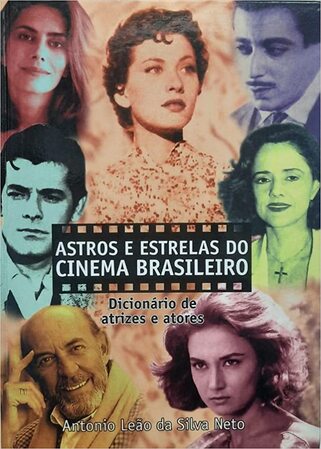 ASTROS E ESTRELAS DO
CINEMA BRASILEIRO
Dicionário de
atrizes e atores
Antonio Leão da Silva Neto